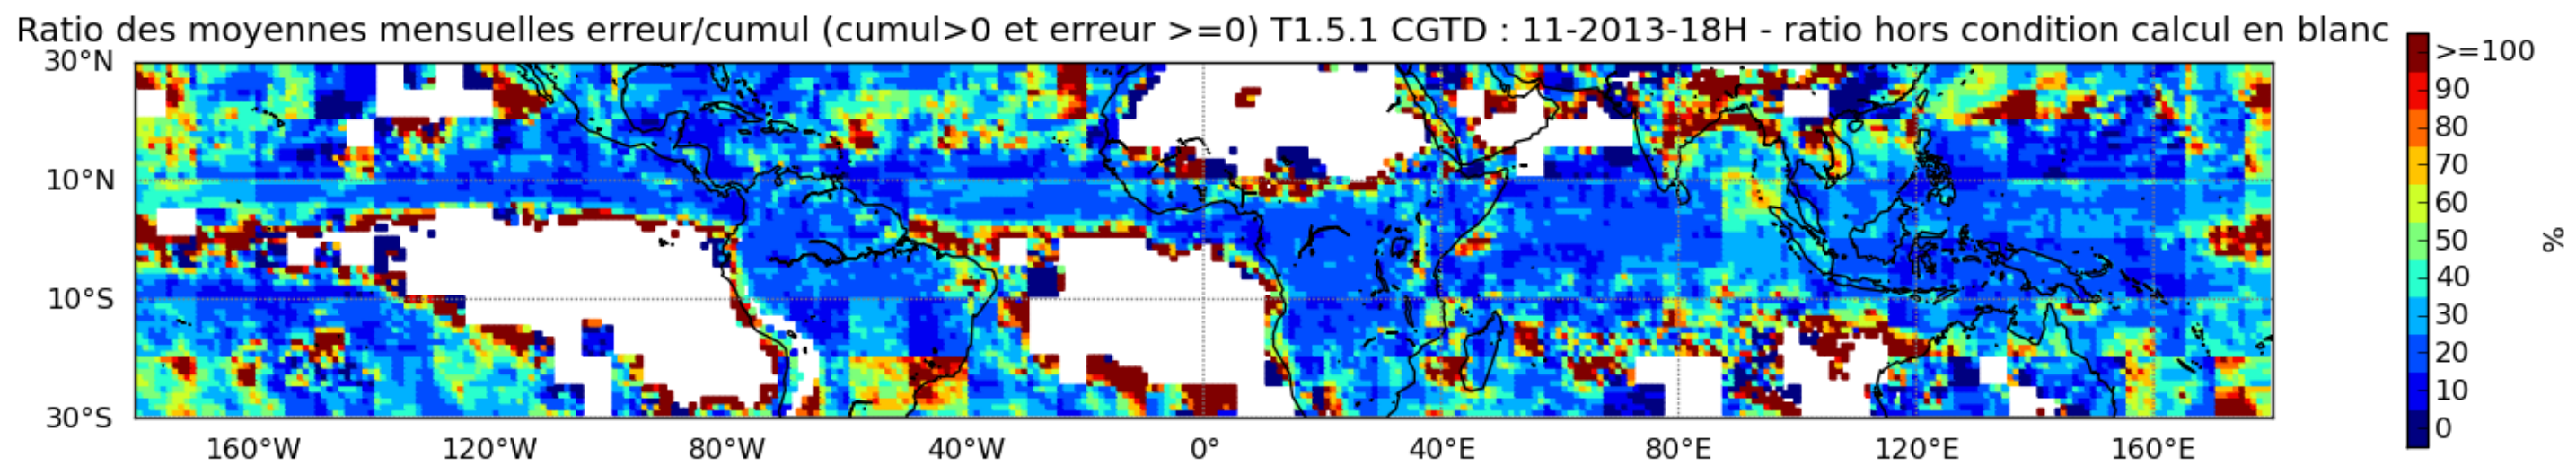 Ratio des moyennes mensuelles erreur/cumul (cumul>0 et erreur >=0) T1.5.1 CGTD : 11-2013-18H - ratio hors condition calcul en blanc
30°N
10°N
10°S
30°S
160°W 120°W 80°W 40°W 0° 40°E 80°E 120°E 160°E
>=100
90
80
70
60
50
40
30
20
10
0
%